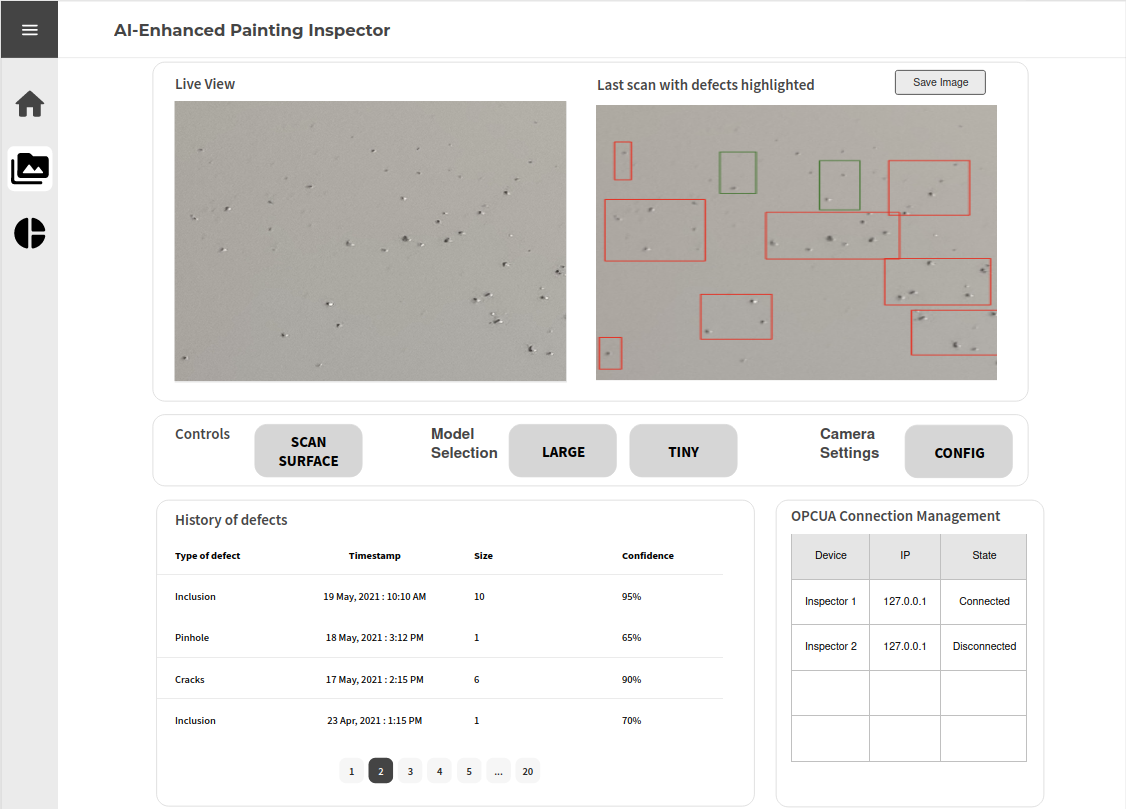 AI-Enhanced Painting Inspector
Live View
Last scan with defects highlighted
Save Image
Controls
SCAN
SURFACE
Model
Selection
LARGE
TINY
Camera
Settings
CONFIG
History of defects
Type of defect Timestamp Size Confidence
Inclusion 19 May, 2021 : 10:10 AM 10 95%
Pinhole 18 May, 2021 : 3:12 PM 1 65%
Cracks 17 May, 2021 : 2:15 PM 6 90%
Inclusion 23 Apr, 2021 : 1:15 PM 1 70%
1 2 3 4 5 ... 20
OPCUA Connection Management
Device IP State
Inspector 1 127.0.0.1 Connected
Inspector 2 127.0.0.1 Disconnected